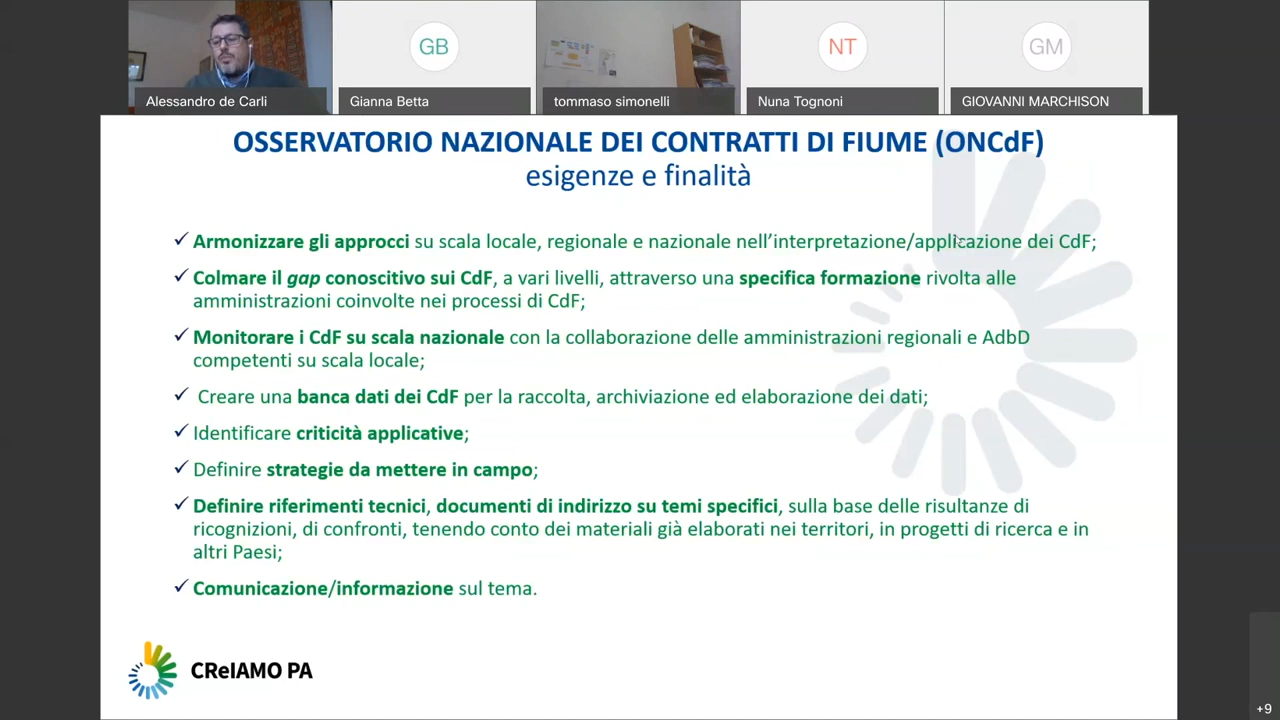 GB
NT
GM
Alessandro de Carli
Gianna Betta
tommaso simonelli
Nuna Tognoni
GIOVANNI MARCHISON
OSSERVATORIO NAZIONALE DEI CONTRATTI DI FIUME (ONCdF)
esigenze e finalità
✓ Armonizzare gli approcci su scala locale, regionale e nazionale nell’interpretazione/applicazione dei CdF;
✓ Colmare il gap conoscitivo sui CdF, a vari livelli, attraverso una specifica formazione rivolta alle
amministrazioni coinvolte nei processi di CdF;
✓ Monitorare i CdF su scala nazionale con la collaborazione delle amministrazioni regionali e AdbD
competenti su scala locale;
✓ Creare una banca dati dei CdF per la raccolta, archiviazione ed elaborazione dei dati;
✓ Identificare criticità applicative;
✓ Definire strategie da mettere in campo;
✓ Definire riferimenti tecnici, documenti di indirizzo su temi specifici, sulla base delle risultanze di
ricognizioni, di confronti, tenendo conto dei materiali già elaborati nei territori, in progetti di ricerca e in
altri Paesi;
✓ Comunicazione/informazione sul tema.
CReIAMO PA
+9